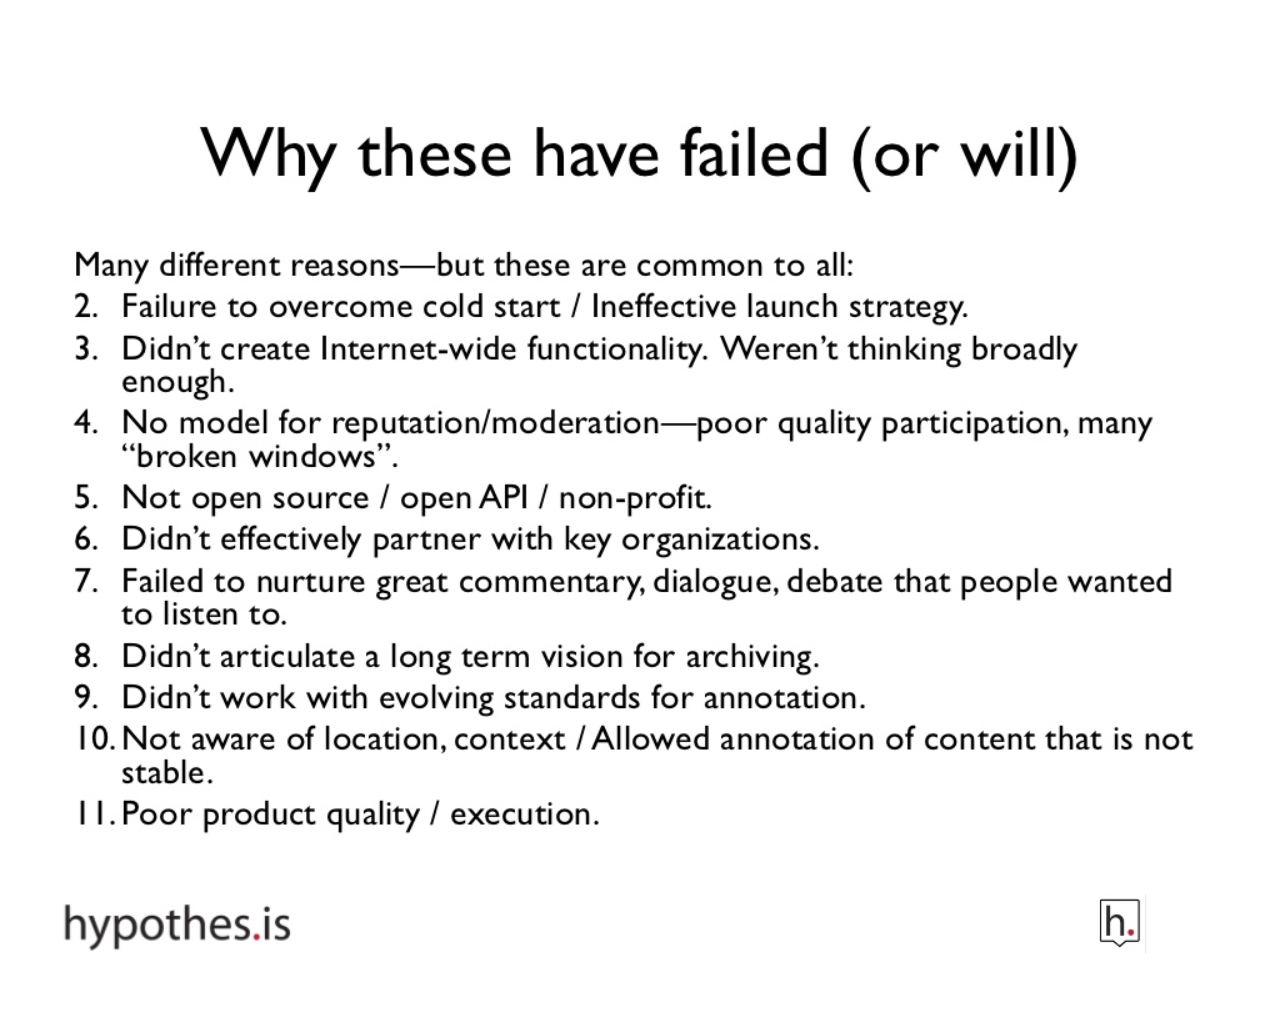 Why these have failed (or will)
Many different reasons—but these are common to all:
2. Failure to overcome cold start / Ineffective launch strategy.
3. Didn’t create Internet-wide functionality. Weren’t thinking broadly
enough.
4. No model for reputation/moderation—poor quality participation, many
“broken windows”.
5. Not open source / open API / non-profit.
6. Didn’t effectively partner with key organizations.
7. Failed to nurture great commentary, dialogue, debate that people wanted
to listen to.
8. Didn’t articulate a long term vision for archiving.
9. Didn’t work with evolving standards for annotation.
10. Not aware of location, context / Allowed annotation of content that is not
stable.
11. Poor product quality / execution.
hypothes.is
h.